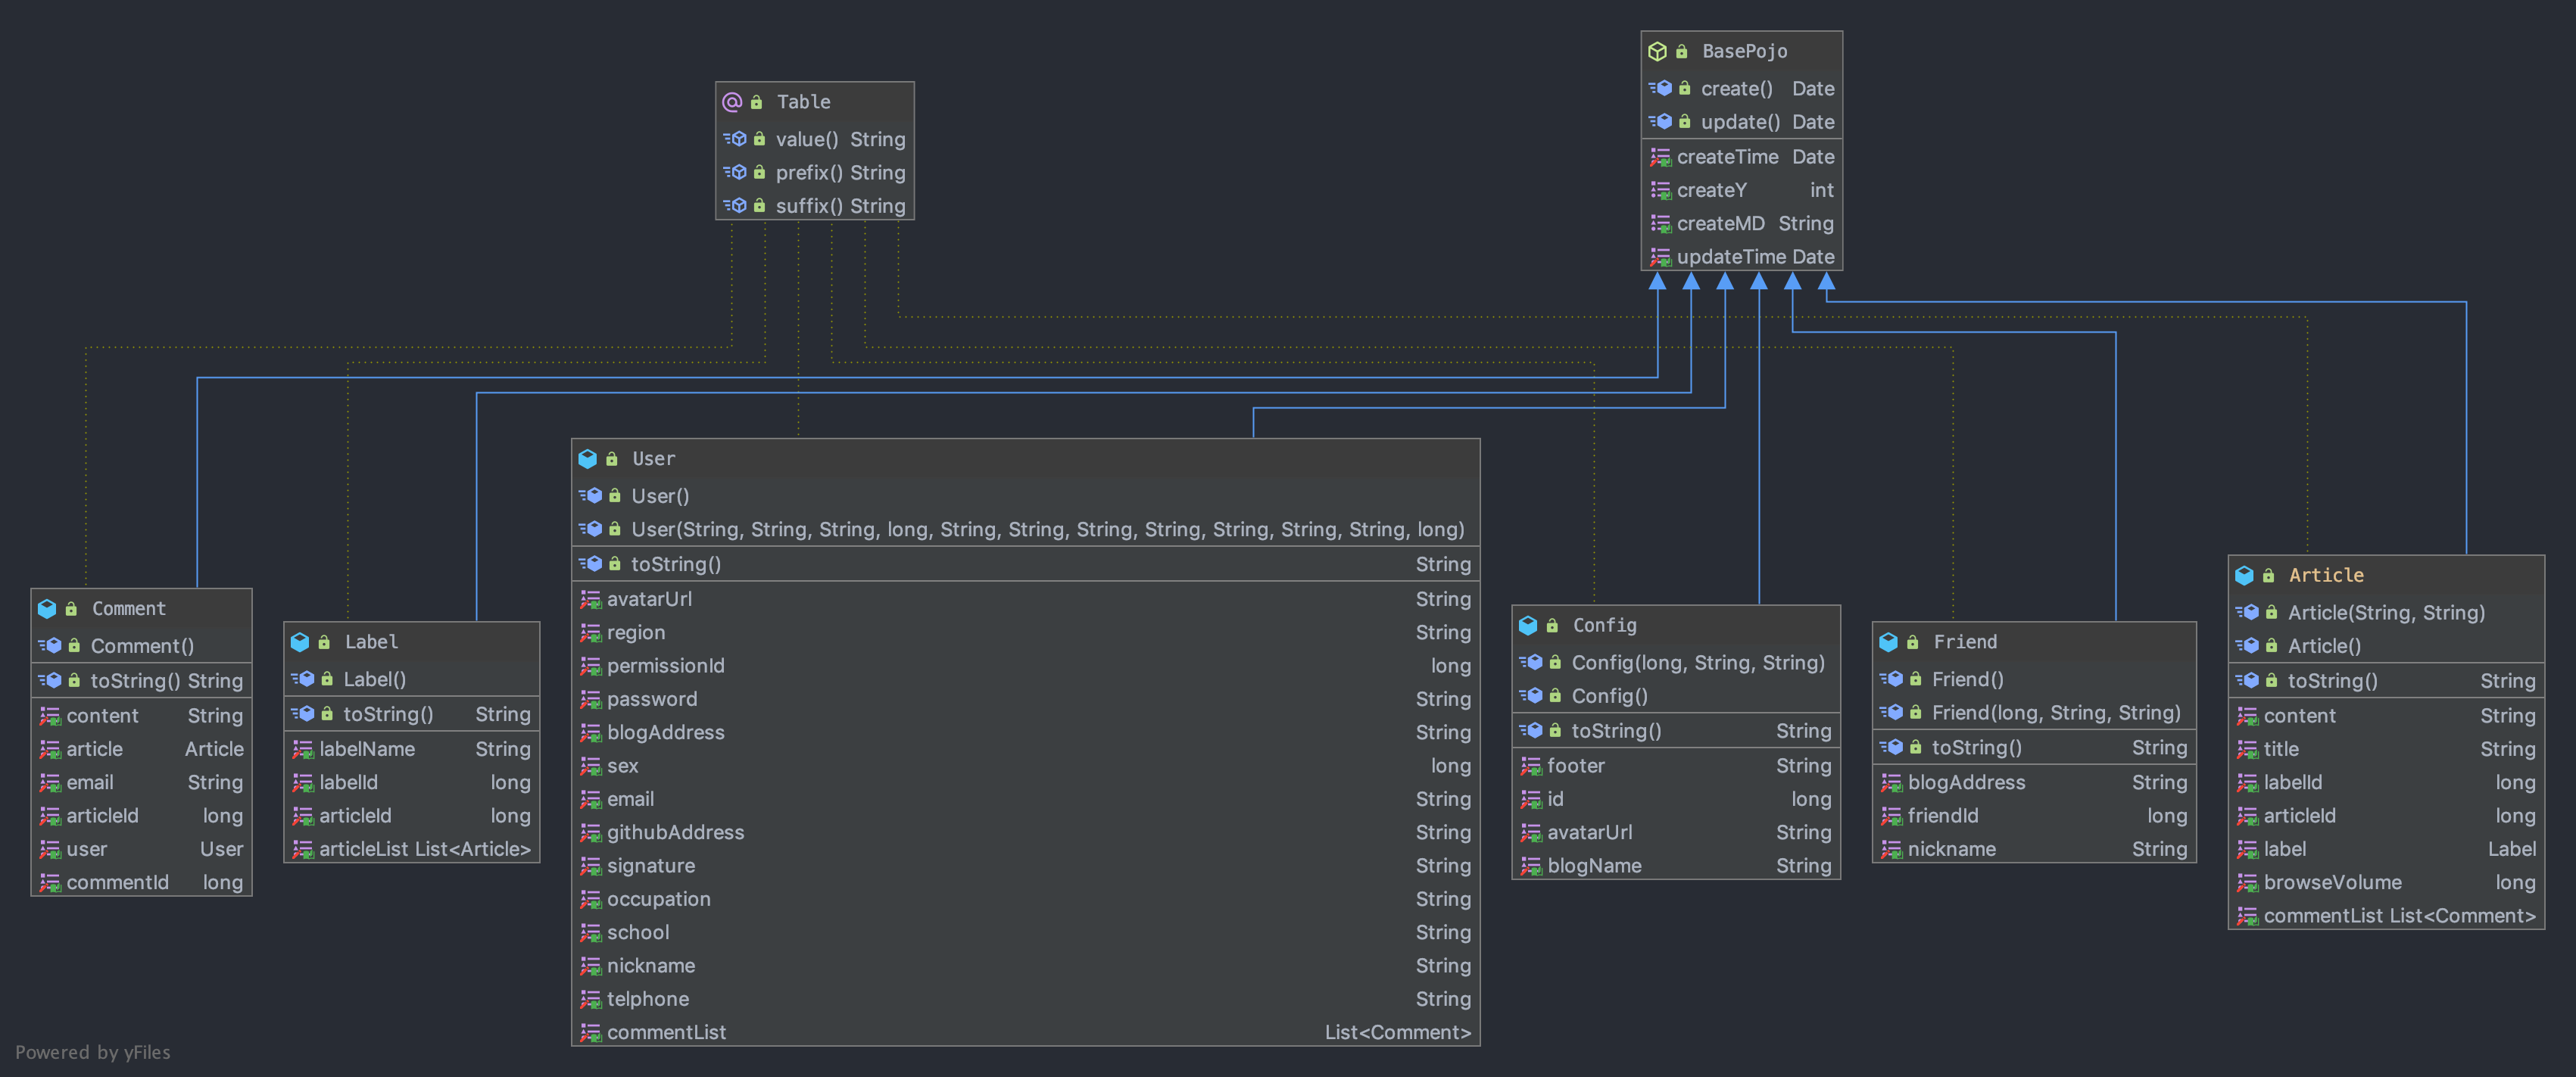 Table
value() String
prefix() String
suffix() String
BasePojo
create() Date
update() Date
createTime Date
createY int
createMD String
updateTime Date
Comment
Comment()
toString() String
content String
article Article
email String
articleId long
user User
commentId long
Label
Label()
toString() String
labelName String
labelId long
articleId long
articleList List<Article>
User
User()
User(String, String, String, long, String, String, String, String, String, String, String, long)
toString() String
avatarUrl String
region String
permissionId long
password String
blogAddress String
sex long
email String
githubAddress String
signature String
occupation String
school String
nickname String
telphone String
commentList List<Comment>
Config
Config(long, String, String)
Config()
toString() String
footer String
id long
avatarUrl String
blogName String
Friend
Friend()
Friend(long, String, String)
toString() String
blogAddress String
friendId long
nickname String
Article
Article(String, String)
Article()
toString() String
content String
title String
labelId long
articleId long
label Label
browseVolume long
commentList List<Comment>
Powered by yFiles